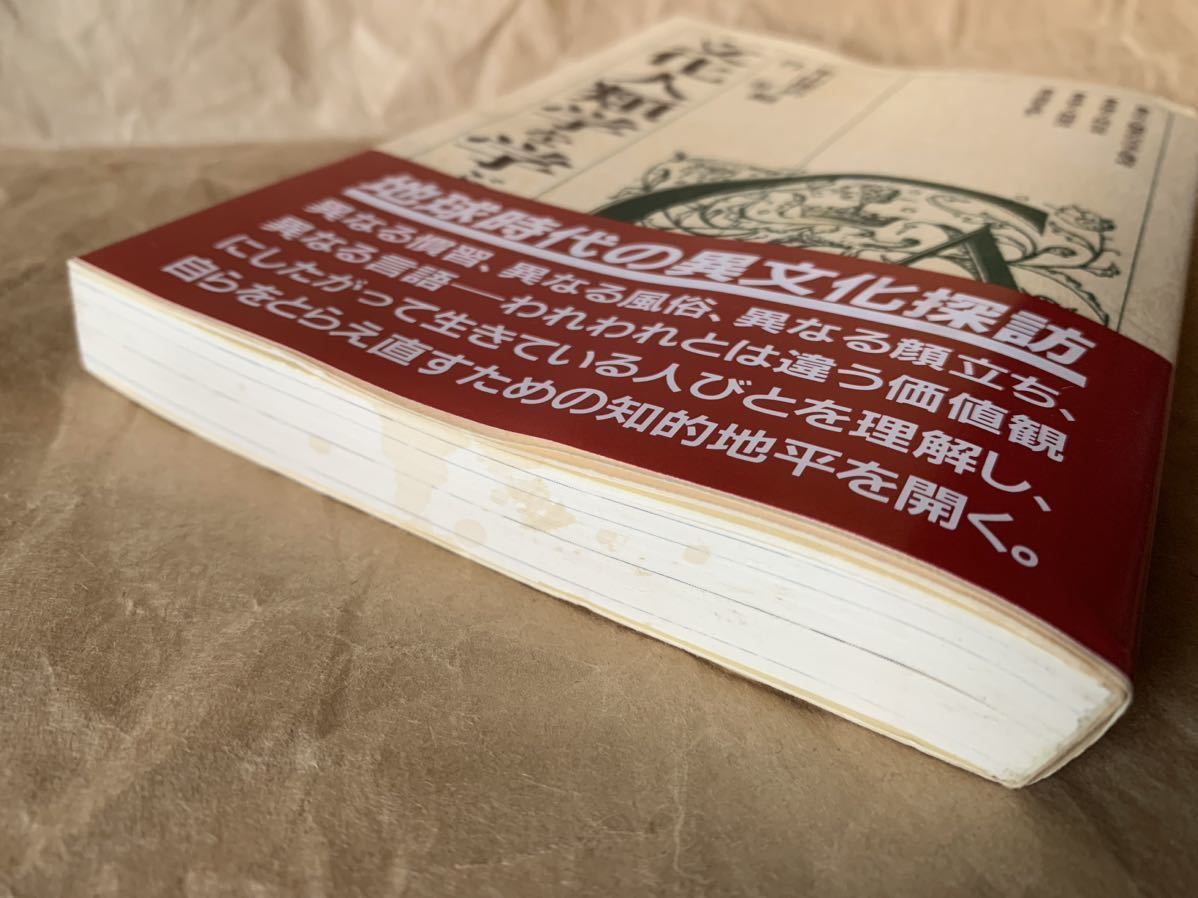 文化人類学を学ぶ
地球時代の異文化探訪
異なる慣習、異なる風俗、異なる顔立ち、
異なる言語──われわれとは違う価値観
にしたがって生きている人びとを理解し、
自らをとらえ直すための知的地平を開く。